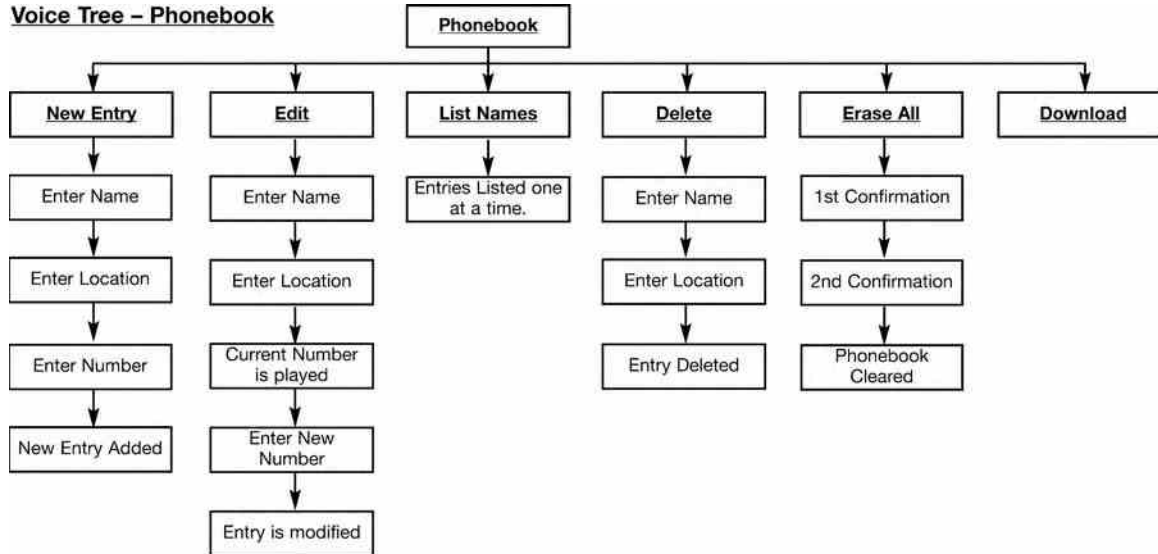 Voice Tree – Phonebook
Phonebook
New Entry
Edit
List Names
Delete
Erase All
Download
Enter Name
Enter Name
Entries Listed one
at a time.
Enter Name
1st Confirmation
Enter Location
Enter Location
Enter Location
2nd Confirmation
Enter Number
Current Number
is played
Entry Deleted
Phonebook
Cleared
New Entry Added
Enter New
Number
Entry is modified